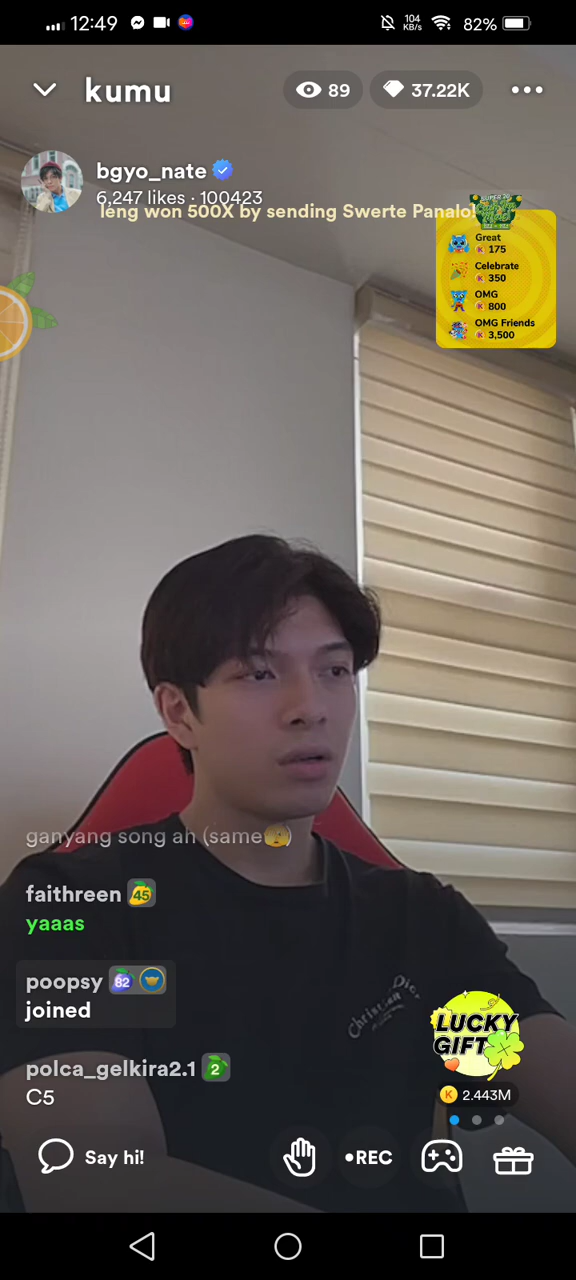 12:49
104
KB/s
82%
kumu
89
37.22K
bgyo_nate
6,247 likes · 100423
leng won 500X by sending Swerte Panalo!
Great
175
Celebrate
350
OMG
800
OMG Friends
3,500
ganyang song ah (same
faithreen 45
yaaas
poopsy 82
joined
Christian Dior
polca_gelkira2.1 2
C5
LUCKY
GIFT
K 2.443M
Say hi!
REC